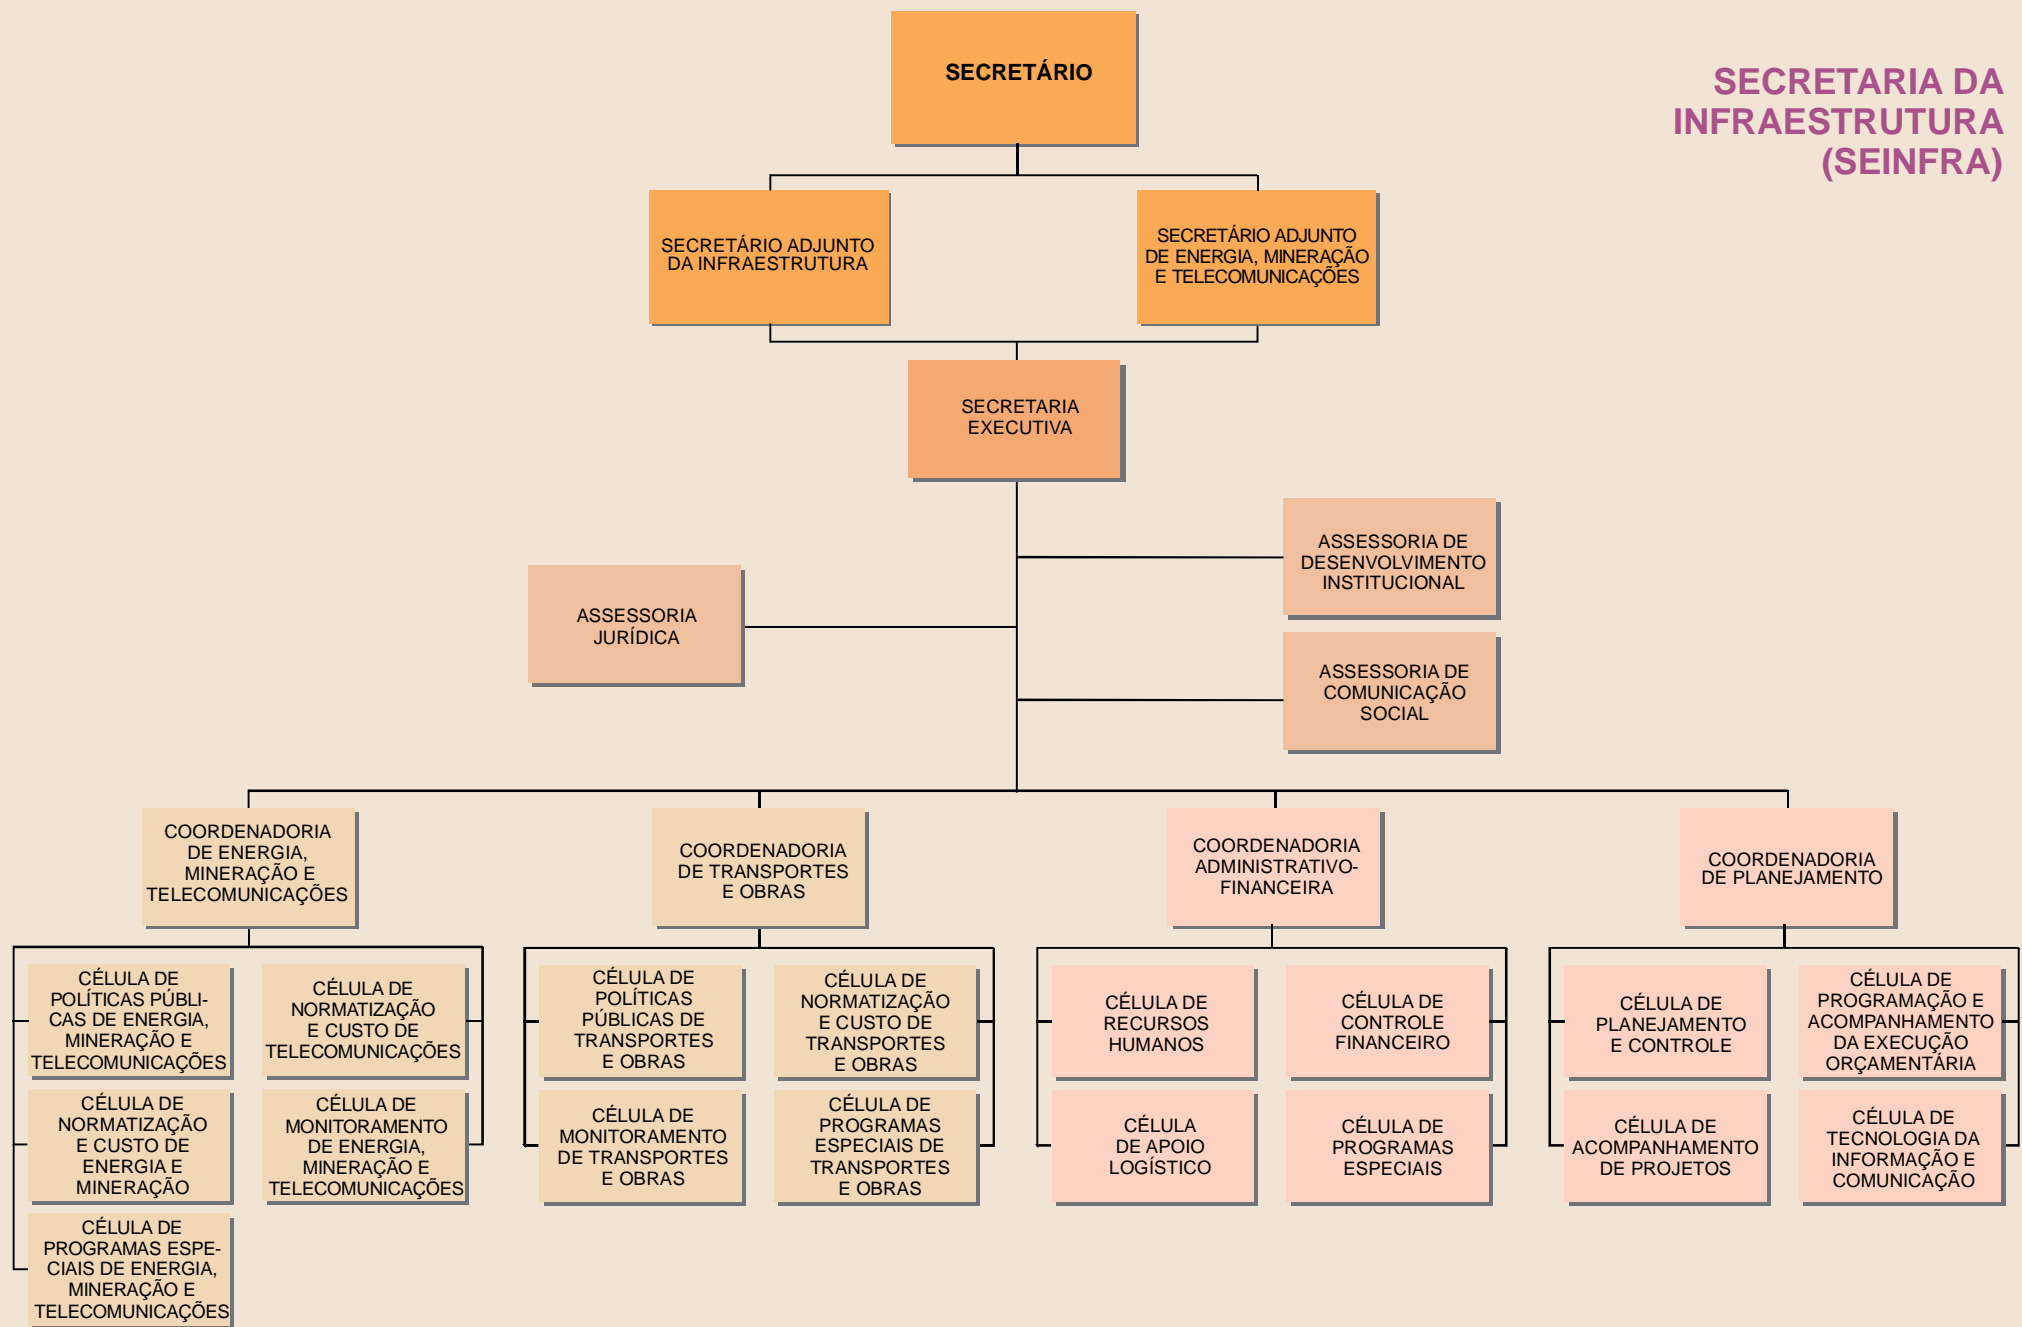 SECRETÁRIO
SECRETARIA DA
INFRAESTRUTURA
(SEINFRA)
SECRETÁRIO ADJUNTO
DA INFRAESTRUTURA
SECRETÁRIO ADJUNTO
DE ENERGIA, MINERAÇÃO
E TELECOMUNICAÇÕES
SECRETARIA
EXECUTIVA
ASSESSORIA DE
DESENVOLVIMENTO
INSTITUCIONAL
ASSESSORIA
JURÍDICA
ASSESSORIA DE
COMUNICAÇÃO
SOCIAL
COORDENADORIA
DE ENERGIA,
MINERAÇÃO E
TELECOMUNICAÇÕES
COORDENADORIA
DE TRANSPORTES
E OBRAS
COORDENADORIA
ADMINISTRATIVO-
FINANCEIRA
COORDENADORIA
DE PLANEJAMENTO
CÉLULA DE
POLÍTICAS PÚBLI-
CAS DE ENERGIA,
MINERAÇÃO E
TELECOMUNICAÇÕES
CÉLULA DE
NORMATIZAÇÃO
E CUSTO DE
TELECOMUNICAÇÕES
CÉLULA DE
POLÍTICAS
PÚBLICAS DE
TRANSPORTES
E OBRAS
CÉLULA DE
NORMATIZAÇÃO
E CUSTO DE
TRANSPORTES
E OBRAS
CÉLULA DE
RECURSOS
HUMANOS
CÉLULA DE
CONTROLE
FINANCEIRO
CÉLULA DE
PLANEJAMENTO
E CONTROLE
CÉLULA DE
PROGRAMAÇÃO E
ACOMPANHAMENTO
DA EXECUÇÃO
ORÇAMENTÁRIA
CÉLULA DE
NORMATIZAÇÃO
E CUSTO DE
ENERGIA E
MINERAÇÃO
CÉLULA DE
MONITORAMENTO
DE ENERGIA,
MINERAÇÃO E
TELECOMUNICAÇÕES
CÉLULA DE
MONITORAMENTO
DE TRANSPORTES
E OBRAS
CÉLULA DE
PROGRAMAS
ESPECIAIS DE
TRANSPORTES
E OBRAS
CÉLULA
DE APOIO
LOGÍSTICO
CÉLULA DE
PROGRAMAS
ESPECIAIS
CÉLULA DE
ACOMPANHAMENTO
DE PROJETOS
CÉLULA DE
TECNOLOGIA DA
INFORMAÇÃO E
COMUNICAÇÃO
CÉLULA DE
PROGRAMAS ESPE-
CIAIS DE ENERGIA,
MINERAÇÃO E
TELECOMUNICAÇÕES